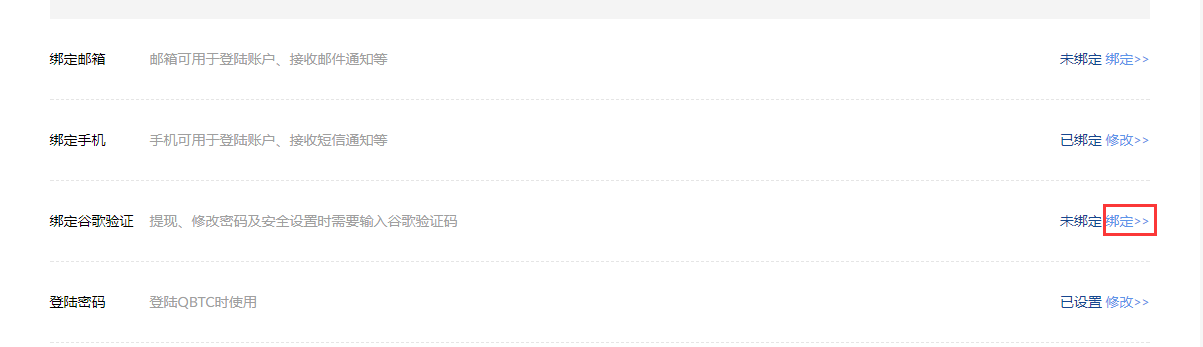 绑定邮箱 邮箱可用于登陆账户、接收邮件通知等 未绑定 绑定>>
绑定手机 手机可用于登陆账户、接收短信通知等 已绑定 修改>>
绑定谷歌验证 提现、修改密码及安全设置时需要输入谷歌验证码 未绑定 绑定>>
登陆密码 登陆QBTC时使用 已设置 修改>>